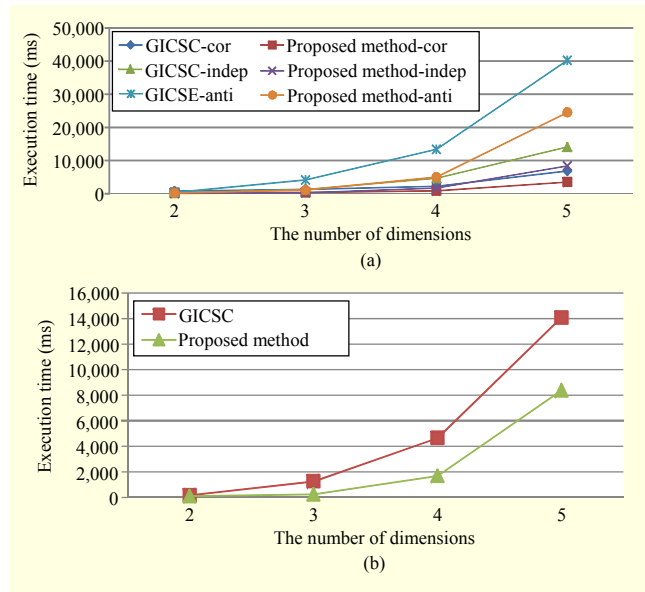 50,000
40,000
30,000
20,000
10,000
0
Execution time (ms)
GICSC-cor
Proposed method-cor
GICSC-indep
Proposed method-indep
GICSE-anti
Proposed method-anti
2 3 4 5
The number of dimensions
(a)
16,000
14,000
12,000
10,000
8,000
6,000
4,000
2,000
0
Execution time (ms)
GICSC
Proposed method
2 3 4 5
The number of dimensions
(b)